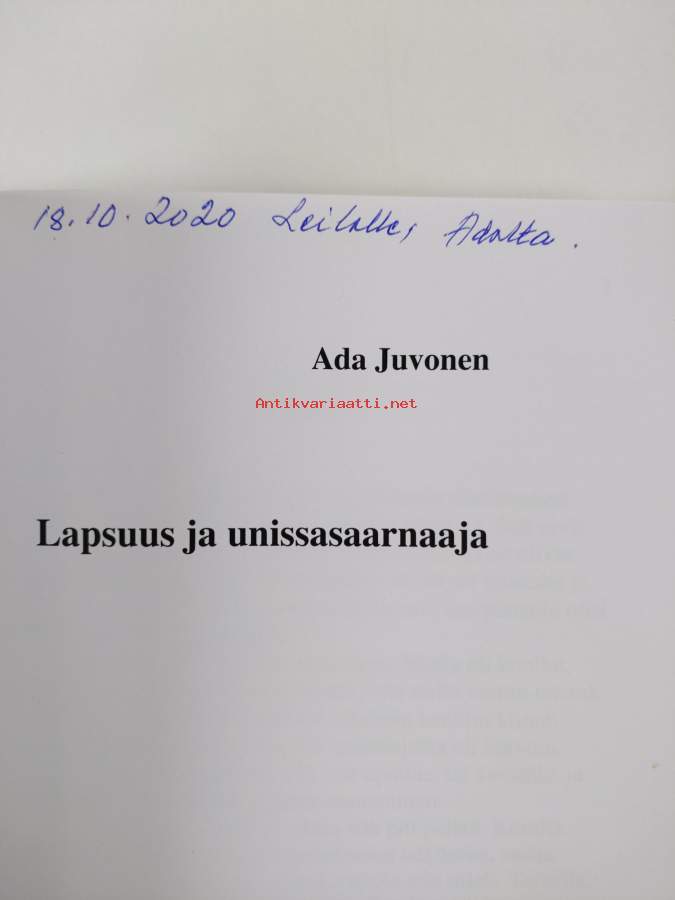 18.10.2020 Leilalle, Adalta.
Ada Juvonen
Antikvariaatti.net
Lapsuus ja unissasaarnaaja